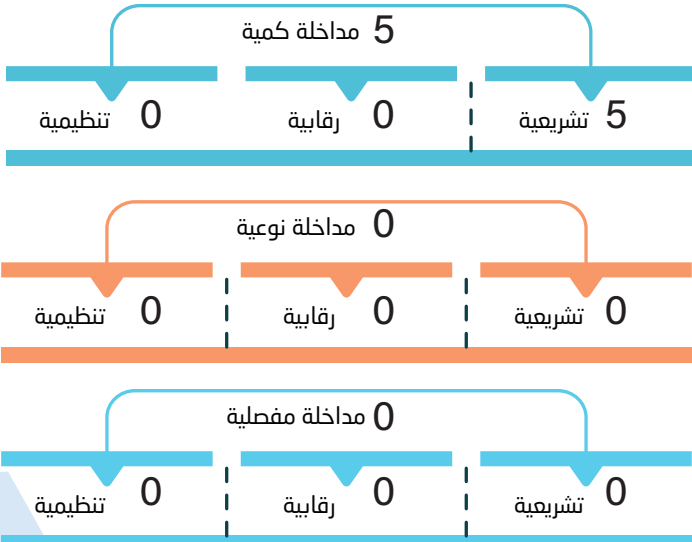 5 مداخلة كمية
5 تشريعية
0 رقابية
0 تنظيمية
0 مداخلة نوعية
0 تشريعية
0 رقابية
0 تنظيمية
0 مداخلة مفصلية
0 تشريعية
0 رقابية
0 تنظيمية